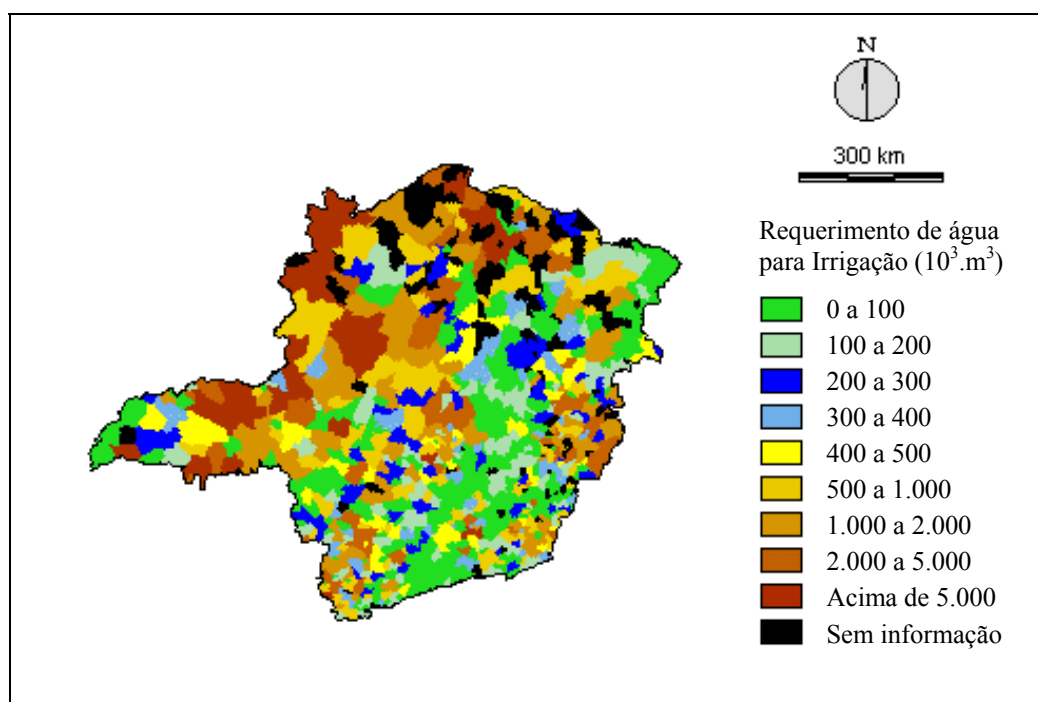 N
300 km
Requerimento de água
para Irrigação (10³.m³)
0 a 100
100 a 200
200 a 300
300 a 400
400 a 500
500 a 1.000
1.000 a 2.000
2.000 a 5.000
Acima de 5.000
Sem informação